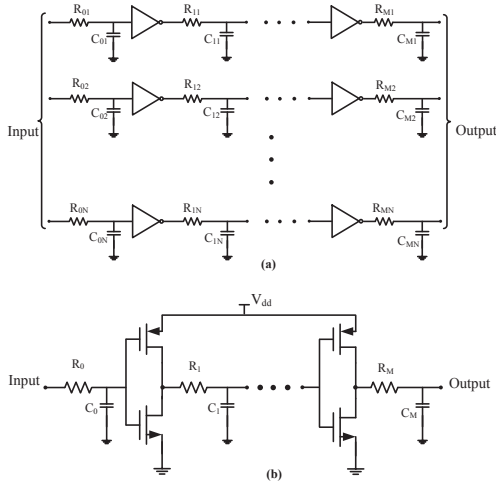 R01 R11 RM1
C01 C11 CM1
R02 R12 RM2
C02 C12 CM2
Input Output
R0N R1N RMN
C0N C1N CMN
(a)
Vdd
R0 R1 RM
Input Output
C0 C1 CM
(b)